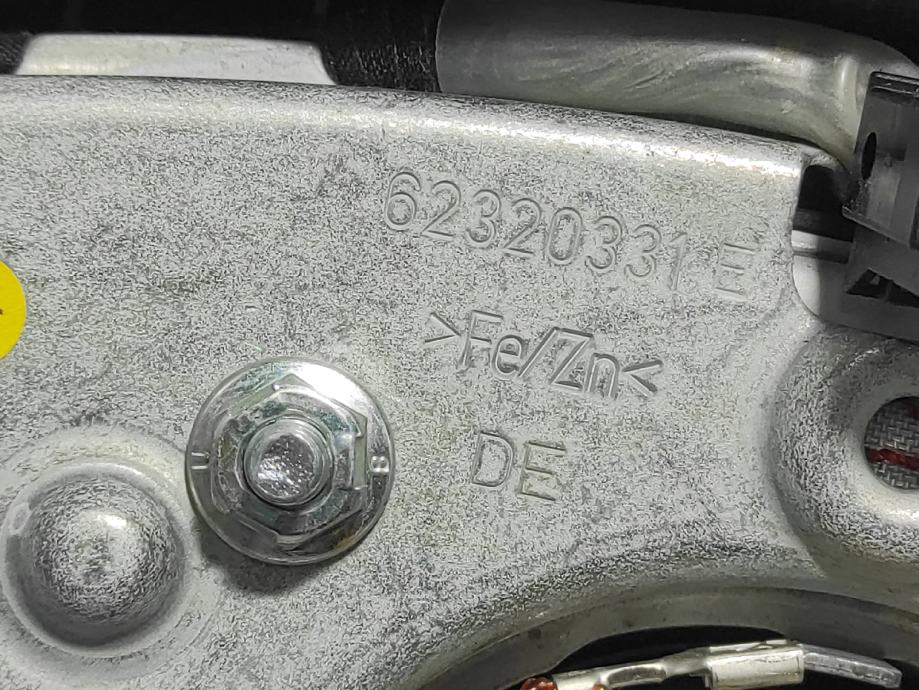 62320331 E
>Fe/Zn<
DE
U B